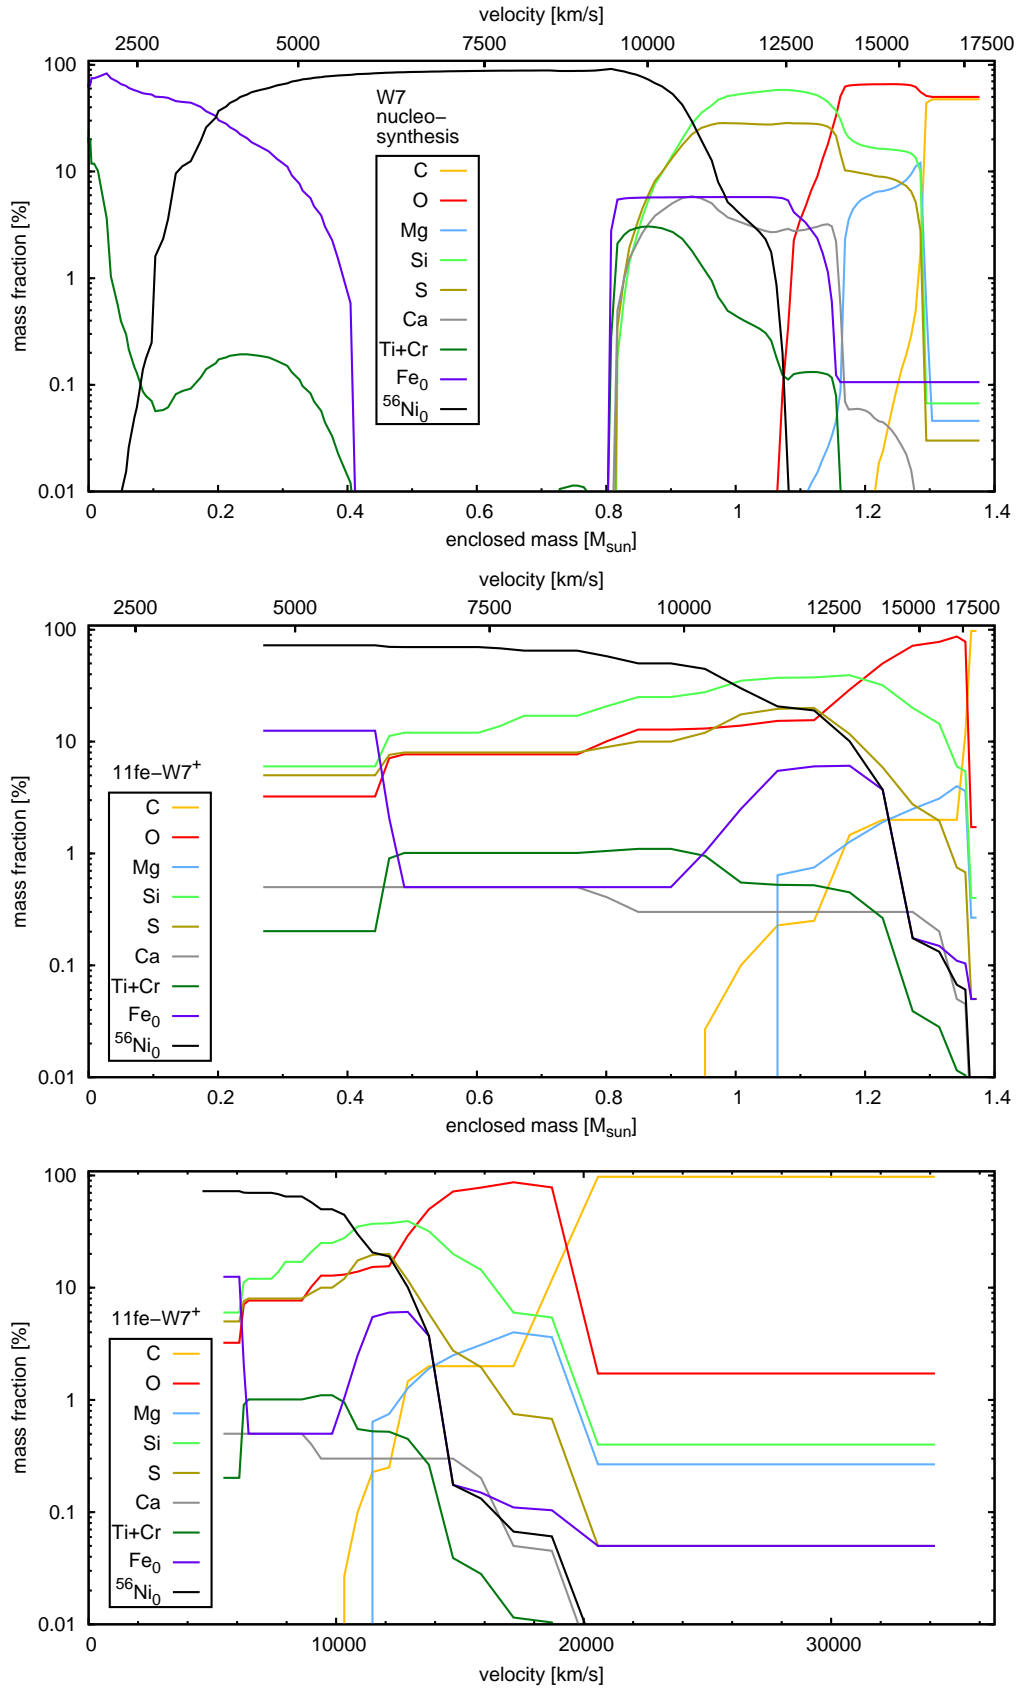 velocity [km/s]
2500 5000 7500 10000 12500 15000 17500
100
10
1
0.1
0.01
mass fraction [%]
W7
nucleo−
synthesis
C
O
Mg
Si
S
Ca
Ti+Cr
Fe0
56Ni0
0 0.2 0.4 0.6 0.8 1 1.2 1.4
enclosed mass [Msun]
velocity [km/s]
2500 5000 7500 10000 12500 15000 17500
100
10
1
0.1
0.01
mass fraction [%]
11fe−W7+
C
O
Mg
Si
S
Ca
Ti+Cr
Fe0
56Ni0
0 0.2 0.4 0.6 0.8 1 1.2 1.4
enclosed mass [Msun]
100
10
1
0.1
0.01
mass fraction [%]
11fe−W7+
C
O
Mg
Si
S
Ca
Ti+Cr
Fe0
56Ni0
0 10000 20000 30000
velocity [km/s]